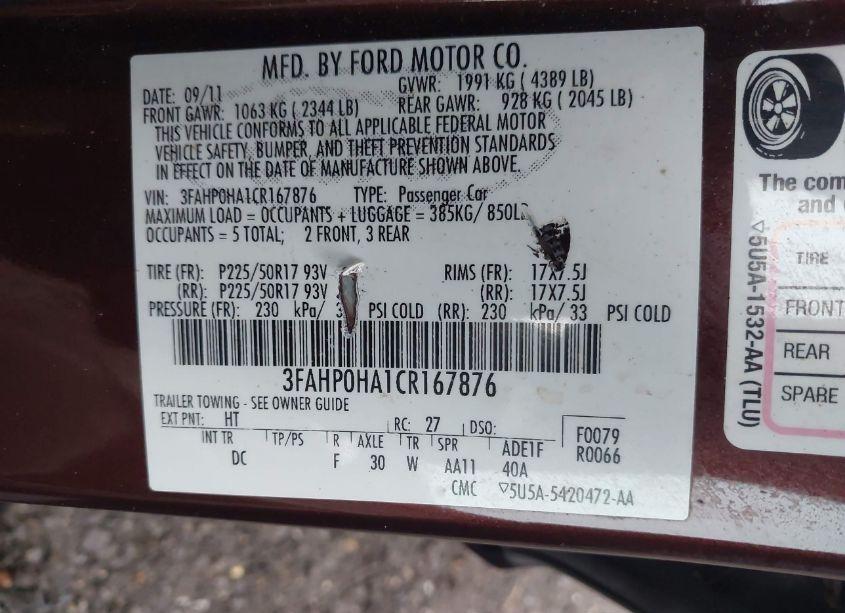 MFD. BY FORD MOTOR CO.
DATE: 09/11 GVWR: 1991 KG ( 4389 LB)
FRONT GAWR: 1063 KG ( 2344 LB) REAR GAWR: 928 KG ( 2045 LB)
THIS VEHICLE CONFORMS TO ALL APPLICABLE FEDERAL MOTOR
VEHICLE SAFETY, BUMPER, AND THEFT PREVENTION STANDARDS
IN EFFECT ON THE DATE OF MANUFACTURE SHOWN ABOVE.
VIN: 3FAHP0HA1CR167876 TYPE: Passenger Car
MAXIMUM LOAD = OCCUPANTS + LUGGAGE = 385KG/ 850L
OCCUPANTS = 5 TOTAL; 2 FRONT, 3 REAR
TIRE (FR): P225/50R17 93V RIMS (FR): 17X7.5J
(RR): P225/50R17 93V (RR): 17X7.5J
PRESSURE (FR): 230 kPa/ 3 PSI COLD (RR): 230 kPa/ 33 PSI COLD
3FAHP0HA1CR167876
TRAILER TOWING - SEE OWNER GUIDE
EXT PNT: HT RC: 27 DSO:
F0079
R0066
INT TR TP/PS R AXLE TR SPR ADE1F
DC F 30 W AA11 40A
CMC ▽5U5A-5420472-AA
▽5U5A-1532-AA (TLU)
The com
and
TIRE
FRONT
REAR
SPARE